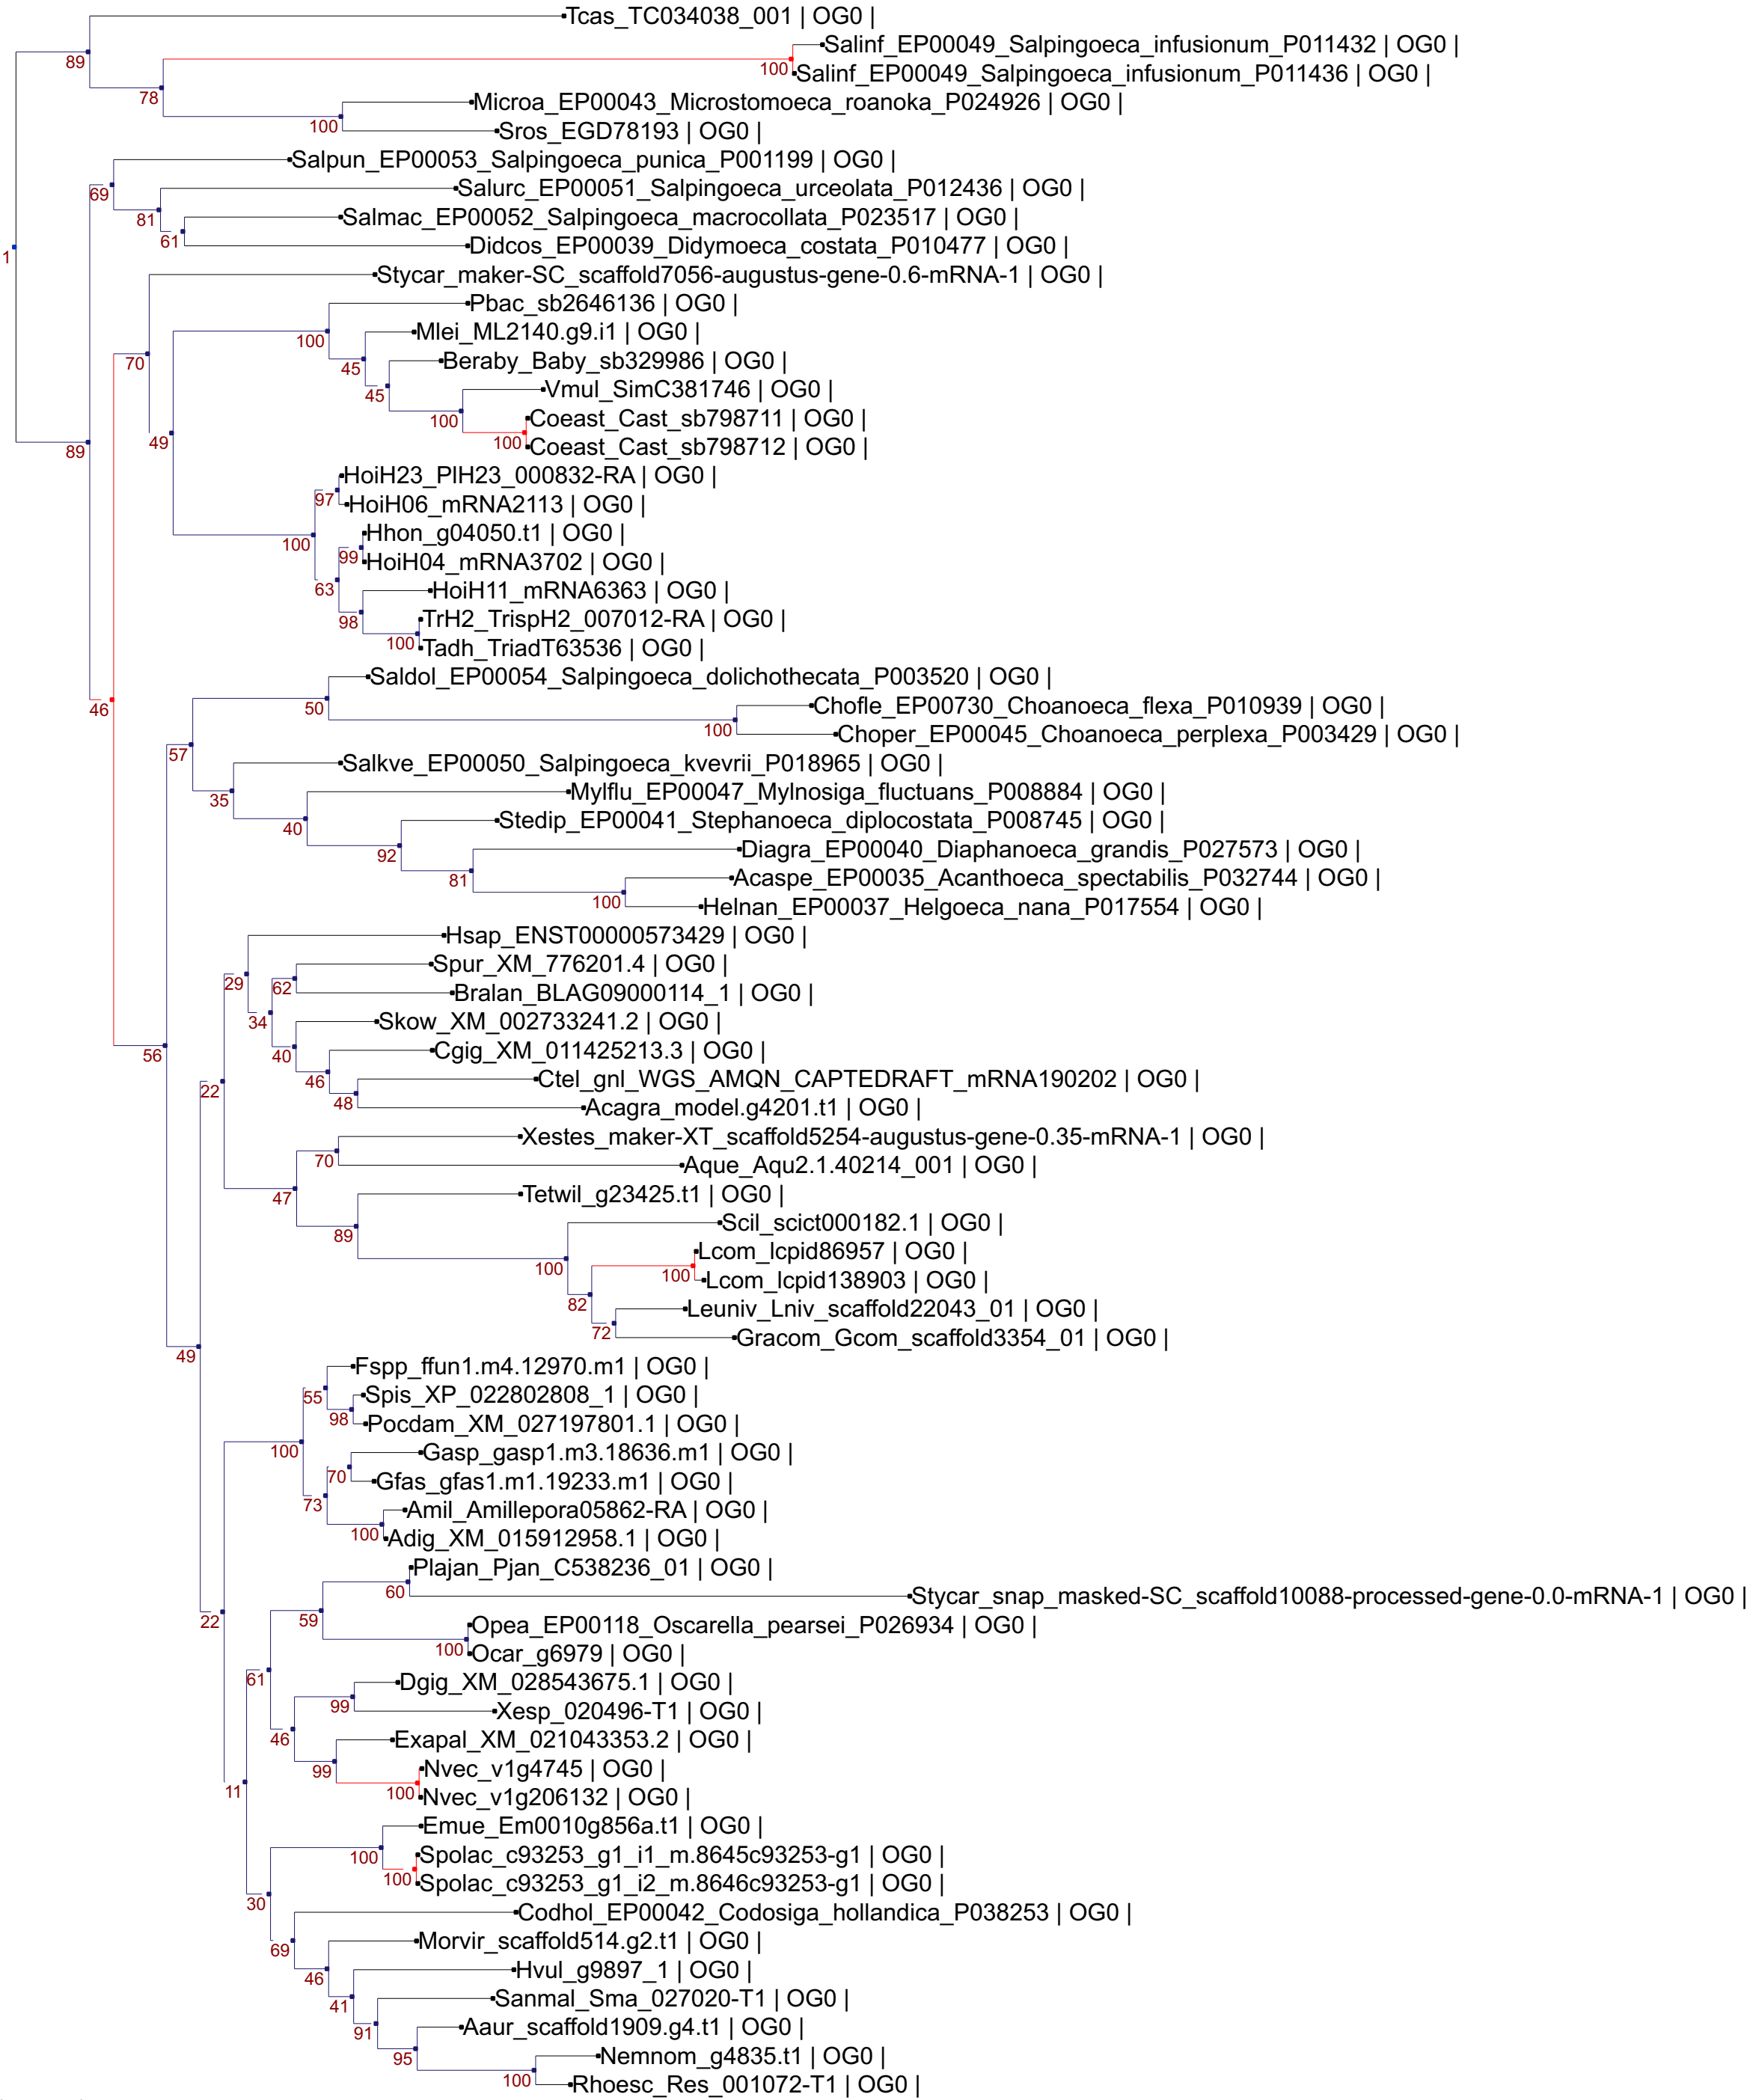 Tcas_TC034038_001 | OG0 |
Salinf_EP00049_Salpingoeca_infusionum_P011432 | OG0 |
89
100
Salinf_EP00049_Salpingoeca_infusionum_P011436 | OG0 |
78
Microa_EP00043_Microstomoeca_roanoka_P024926 | OG0 |
100
Sros_EGD78193 | OG0 |
Salpun_EP00053_Salpingoeca_punica_P001199 | OG0 |
69
Salurc_EP00051_Salpingoeca_urceolata_P012436 | OG0 |
81
Salmac_EP00052_Salpingoeca_macrocollata_P023517 | OG0 |
61
Didcos_EP00039_Didymoeca_costata_P010477 | OG0 |
1
Stycar_maker-SC_scaffold7056-augustus-gene-0.6-mRNA-1 | OG0 |
Pbac_sb2646136 | OG0 |
100
Mlei_ML2140.g9.i1 | OG0 |
70
45
Beraby_Baby_sb329986 | OG0 |
45
Vmul_SimC381746 | OG0 |
100
Coeast_Cast_sb798711 | OG0 |
49
100
Coeast_Cast_sb798712 | OG0 |
89
HoiH23_PlH23_000832-RA | OG0 |
97
HoiH06_mRNA2113 | OG0 |
Hhon_g04050.t1 | OG0 |
100
99
HoiH04_mRNA3702 | OG0 |
63
HoiH11_mRNA6363 | OG0 |
98
TrH2_TrispH2_007012-RA | OG0 |
100
Tadh_TriadT63536 | OG0 |
Saldol_EP00054_Salpingoeca_dolichothecata_P003520 | OG0 |
46
50
Chofle_EP00730_Choanoeca_flexa_P010939 | OG0 |
100
Choper_EP00045_Choanoeca_perplexa_P003429 | OG0 |
57
Salkve_EP00050_Salpingoeca_kvevrii_P018965 | OG0 |
35
Mylflu_EP00047_Mylnosiga_fluctuans_P008884 | OG0 |
40
Stedip_EP00041_Stephanoeca_diplocostata_P008745 | OG0 |
92
Diagra_EP00040_Diaphanoeca_grandis_P027573 | OG0 |
81
Acaspe_EP00035_Acanthoeca_spectabilis_P032744 | OG0 |
100
Helnan_EP00037_Helgoeca_nana_P017554 | OG0 |
Hsap_ENST00000573429 | OG0 |
Spur_XM_776201.4 | OG0 |
29
62
Bralan_BLAG09000114_1 | OG0 |
34
Skow_XM_002733241.2 | OG0 |
56
40
Cgig_XM_011425213.3 | OG0 |
46
Ctel_gnl_WGS_AMQN_CAPTEDRAFT_mRNA190202 | OG0 |
22
48
Acagra_model.g4201.t1 | OG0 |
Xestes_maker-XT_scaffold5254-augustus-gene-0.35-mRNA-1 | OG0 |
70
Aque_Aqu2.1.40214_001 | OG0 |
47
Tetwil_g23425.t1 | OG0 |
89
Scil_scict000182.1 | OG0 |
Lcom_lcpid86957 | OG0 |
100
100
Lcom_lcpid138903 | OG0 |
82
Leuniv_Lniv_scaffold22043_01 | OG0 |
72
Gracom_Gcom_scaffold3354_01 | OG0 |
49
Fspp_ffun1.m4.12970.m1 | OG0 |
55
Spis_XP_022802808_1 | OG0 |
98
Pocdam_XM_027197801.1 | OG0 |
100
Gasp_gasp1.m3.18636.m1 | OG0 |
70
Gfas_gfas1.m1.19233.m1 | OG0 |
73
Amil_Amillepora05862-RA | OG0 |
100
Adig_XM_015912958.1 | OG0 |
Plajan_Pjan_C538236_01 | OG0 |
60
Stycar_snap_masked-SC_scaffold10088-processed-gene-0.0-mRNA-1 | OG0 |
22
59
Opea_EP00118_Oscarella_pearsei_P026934 | OG0 |
100
Ocar_g6979 | OG0 |
61
Dgig_XM_028543675.1 | OG0 |
99
Xesp_020496-T1 | OG0 |
46
Exapal_XM_021043353.2 | OG0 |
99
Nvec_v1g4745 | OG0 |
11
100
Nvec_v1g206132 | OG0 |
Emue_Em0010g856a.t1 | OG0 |
100
Spolac_c93253_g1_i1_m.8645c93253-g1 | OG0 |
100
Spolac_c93253_g1_i2_m.8646c93253-g1 | OG0 |
30
Codhol_EP00042_Codosiga_hollandica_P038253 | OG0 |
69
Morvir_scaffold514.g2.t1 | OG0 |
46
Hvul_g9897_1 | OG0 |
41
Sanmal_Sma_027020-T1 | OG0 |
91
Aaur_scaffold1909.g4.t1 | OG0 |
95
Nemnom_g4835.t1 | OG0 |
100
Rhoesc_Res_001072-T1 | OG0 |